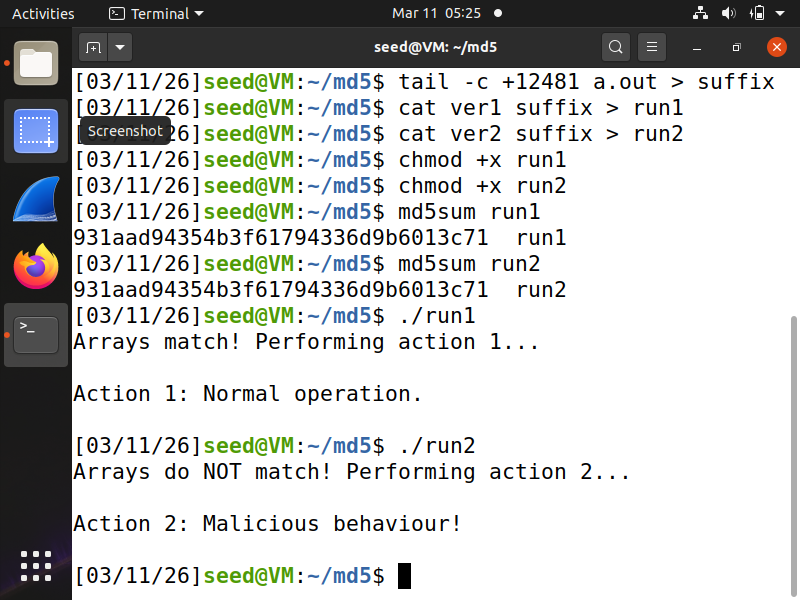 Activities Terminal Mar 11 05:25
seed@VM: ~/md5
[03/11/26]seed@VM:~/md5$ tail -c +12481 a.out > suffix
[03/11/26]seed@VM:~/md5$ cat ver1 suffix > run1
Screenshot
[03/11/26]seed@VM:~/md5$ cat ver2 suffix > run2
[03/11/26]seed@VM:~/md5$ chmod +x run1
[03/11/26]seed@VM:~/md5$ chmod +x run2
[03/11/26]seed@VM:~/md5$ md5sum run1
931aad94354b3f61794336d9b6013c71  run1
[03/11/26]seed@VM:~/md5$ md5sum run2
931aad94354b3f61794336d9b6013c71  run2
[03/11/26]seed@VM:~/md5$ ./run1
Arrays match! Performing action 1...
Action 1: Normal operation.
[03/11/26]seed@VM:~/md5$ ./run2
Arrays do NOT match! Performing action 2...
Action 2: Malicious behaviour!
[03/11/26]seed@VM:~/md5$